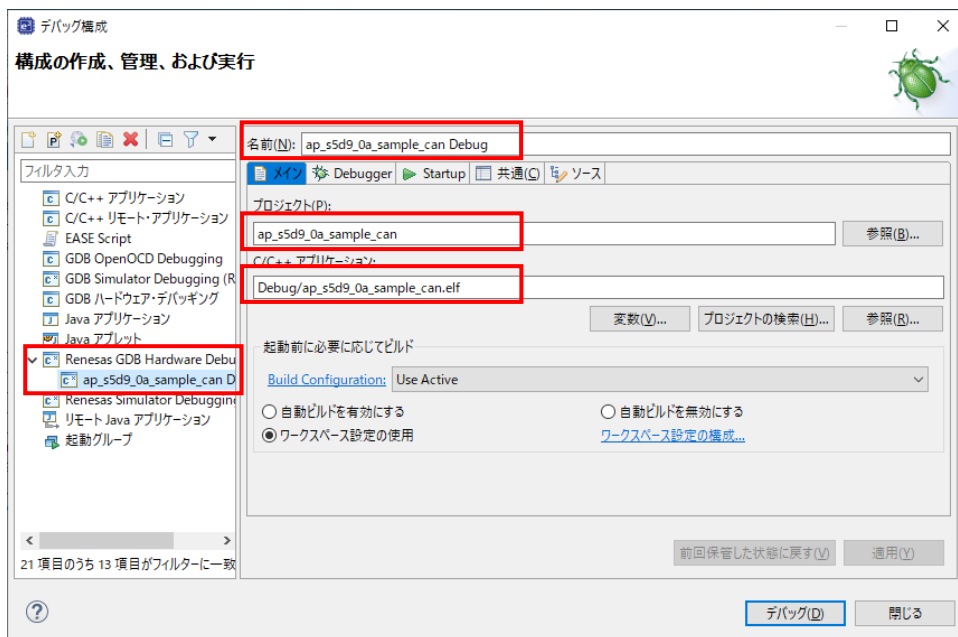 デバッグ構成
構成の作成、管理、および実行
名前(N): ap_s5d9_0a_sample_can Debug
フィルタ入力
C/C++ アプリケーション
C/C++ リモート・アプリケーション
EASE Script
GDB OpenOCD Debugging
GDB Simulator Debugging (R
GDB ハードウェア・デバッギング
Java アプリケーション
Java アプレット
Renesas GDB Hardware Debu
ap_s5d9_0a_sample_can D
Renesas Simulator Debugging
リモート Java アプリケーション
起動グループ
21 項目のうち 13 項目がフィルターに一致
メイン Debugger Startup 共通(C) ソース
プロジェクト(P):
ap_s5d9_0a_sample_can 参照(B)...
C/C++ アプリケーション:
Debug/ap_s5d9_0a_sample_can.elf
変数(V)... プロジェクトの検索(H)... 参照(R)...
起動前に必要に応じてビルド
Build Configuration: Use Active
自動ビルドを有効にする 自動ビルドを無効にする
ワークスペース設定の使用 ワークスペース設定の構成...
前回保管した状態に戻す(V) 適用(Y)
デバッグ(D) 閉じる